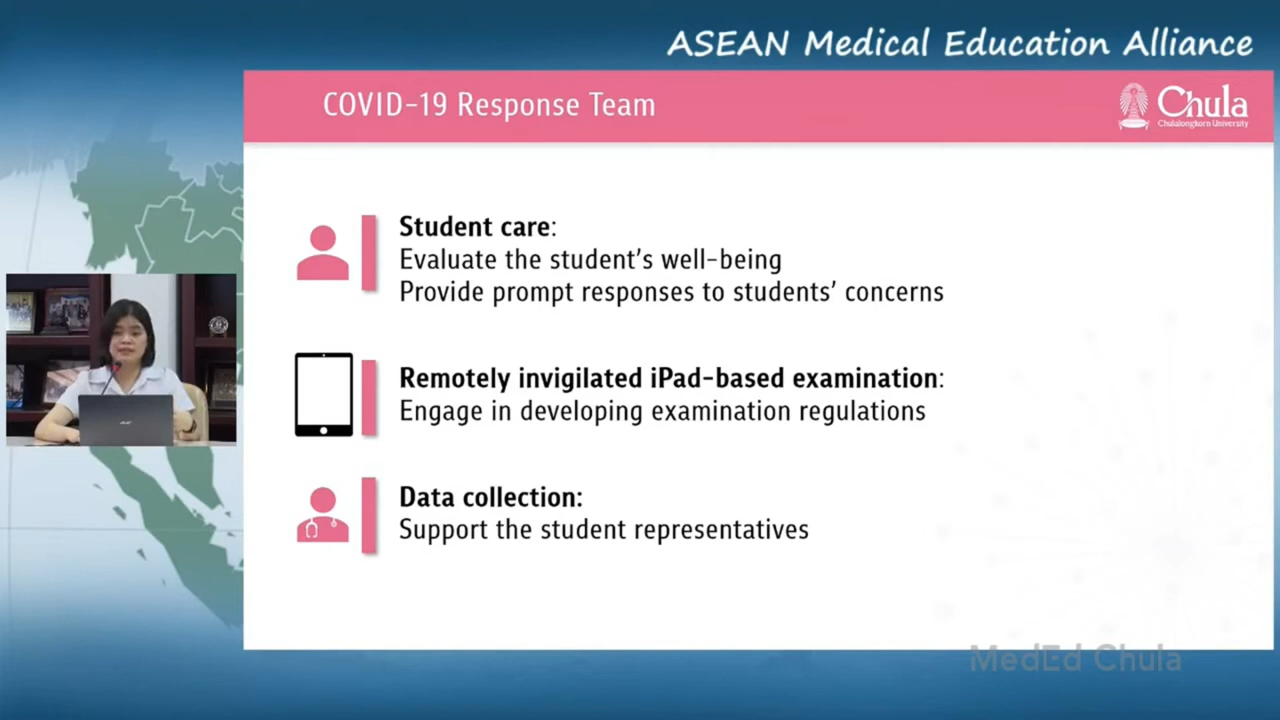 ASEAN Medical Education Alliance
COVID-19 Response Team
Chula
Chulalongkorn University
Student care:
Evaluate the student's well-being
Provide prompt responses to students' concerns
Remotely invigilated iPad-based examination:
Engage in developing examination regulations
Data collection:
Support the student representatives
acer
MedEd Chula